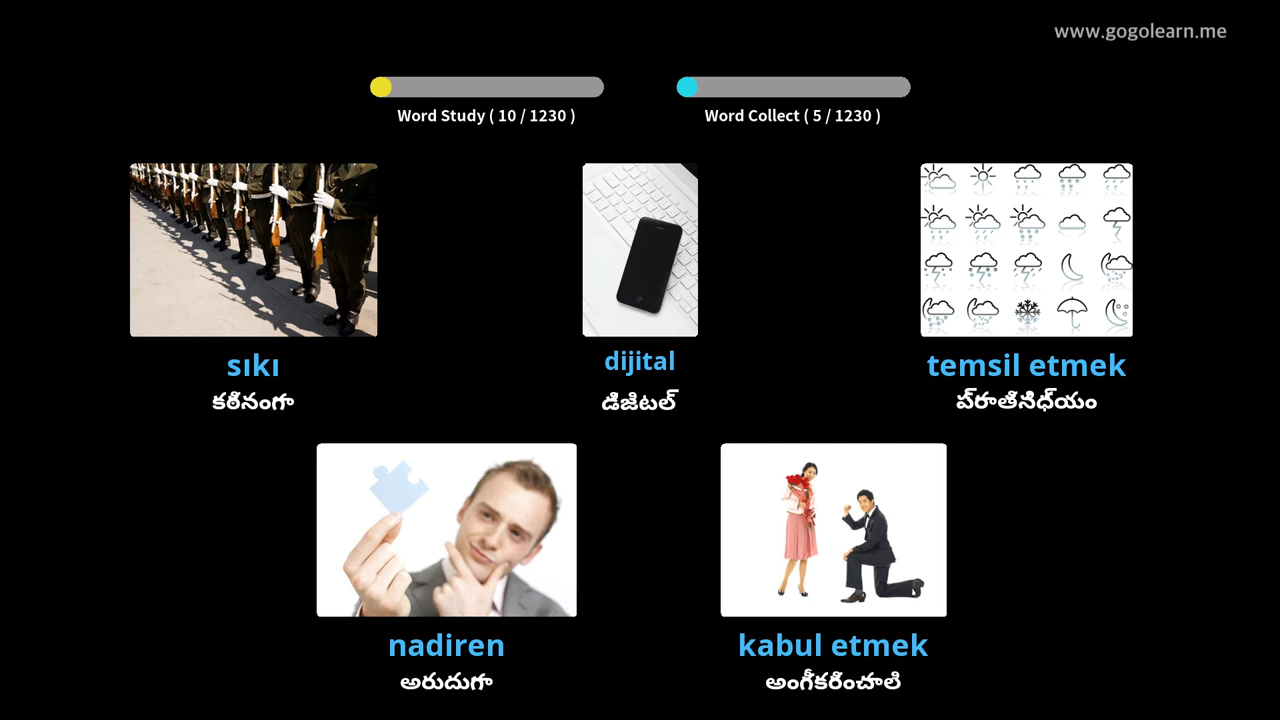 www.gogolearn.me
Word Study ( 10 / 1230 )
Word Collect ( 5 / 1230 )
sıkı
కఠినంగా
dijital
డిజిటల్
temsil etmek
ప్రాతినిధ్యం
nadiren
అరుదుగా
kabul etmek
అంగీకరించాలి